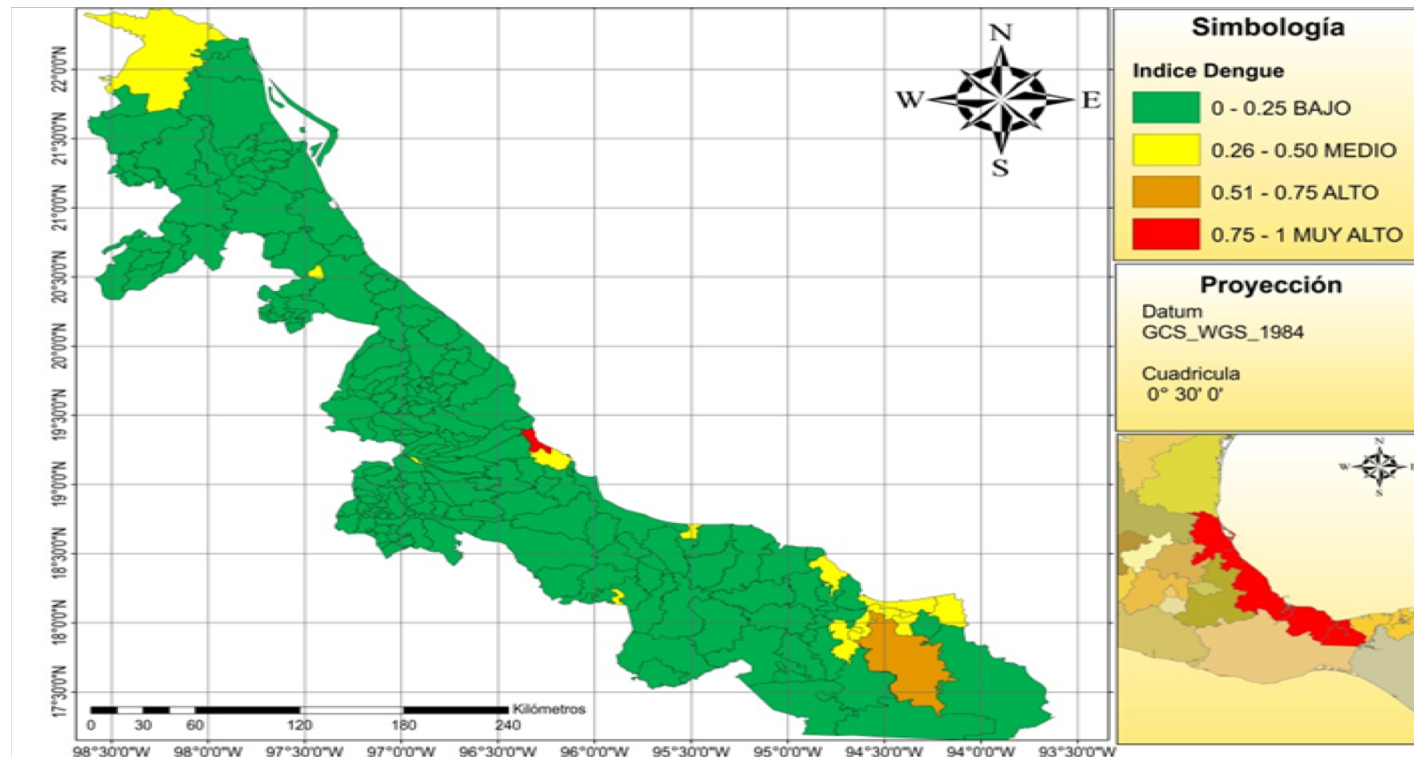 N
W E
S
22°0'0"N
21°30'0"N
21°0'0"N
20°30'0"N
20°0'0"N
19°30'0"N
19°0'0"N
18°30'0"N
18°0'0"N
17°30'0"N
Kilómetros
0 30 60 120 180 240
98°30'0"W 98°0'0"W 97°30'0"W 97°0'0"W 96°30'0"W 96°0'0"W 95°30'0"W 95°0'0"W 94°30'0"W 94°0'0"W 93°30'0"W
Simbología
Indice Dengue
0 - 0.25 BAJO
0.26 - 0.50 MEDIO
0.51 - 0.75 ALTO
0.75 - 1 MUY ALTO
Proyección
Datum
GCS_WGS_1984
Cuadricula
0° 30' 0'
N
W E
S